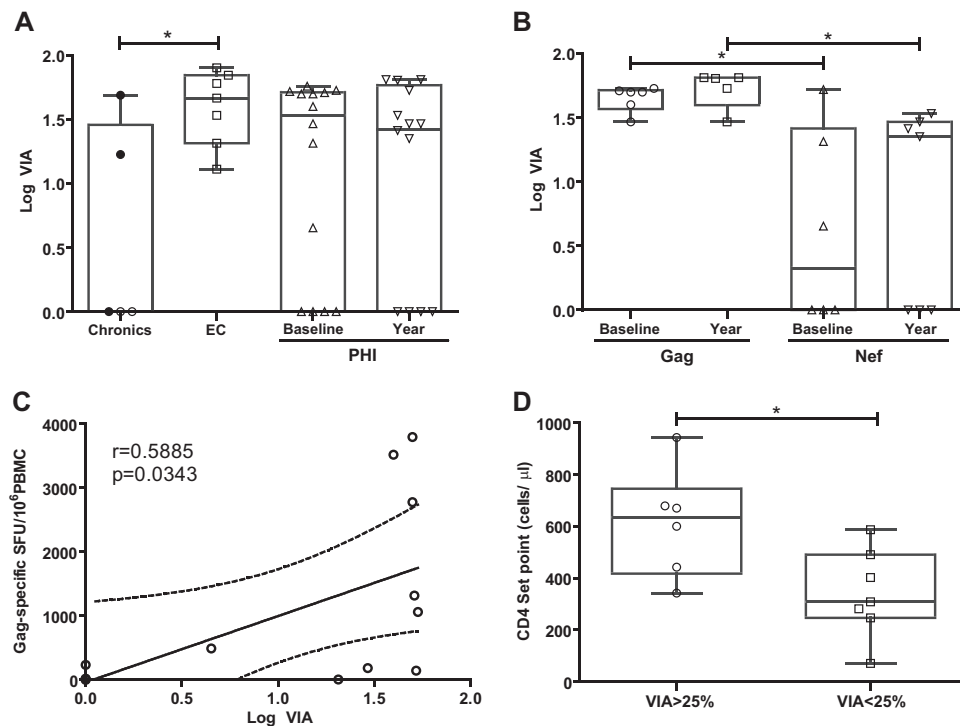 A
*
2.0
1.5
1.0
0.5
0.0
Log VIA
Chronics EC Baseline Year
PHI
B
*
*
2.0
1.5
1.0
0.5
0.0
Log VIA
Baseline Year Baseline Year
Gag Nef
C
r=0.5885
p=0.0343
4000
3000
2000
1000
0
Gag-specific SFU/10⁶PBMC
0.0 0.5 1.0 1.5 2.0
Log VIA
D
*
1000
800
600
400
200
0
CD4 Set point (cells/ µl)
VIA>25% VIA<25%